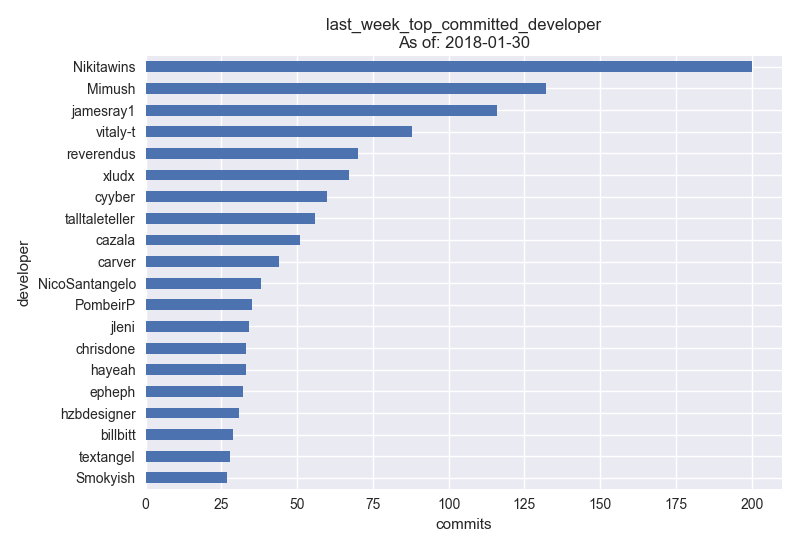 last_week_top_committed_developer
As of: 2018-01-30
developer
Nikitawins
Mimush
jamesray1
vitaly-t
reverendus
xludx
cyyber
talltaleteller
cazala
carver
NicoSantangelo
PombeirP
jleni
chrisdone
hayeah
epheph
hzbdesigner
billbitt
textangel
Smokyish
0 25 50 75 100 125 150 175 200
commits